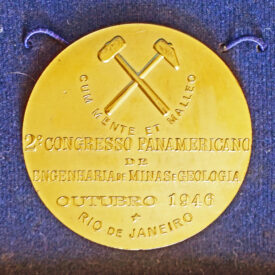 CUM MENTE ET MALLEO
2º CONGRESSO PANAMERICANO
DE
ENGENHARIA DE MINAS E GEOLOGIA
OUTUBRO 1946
RIO DE JANEIRO